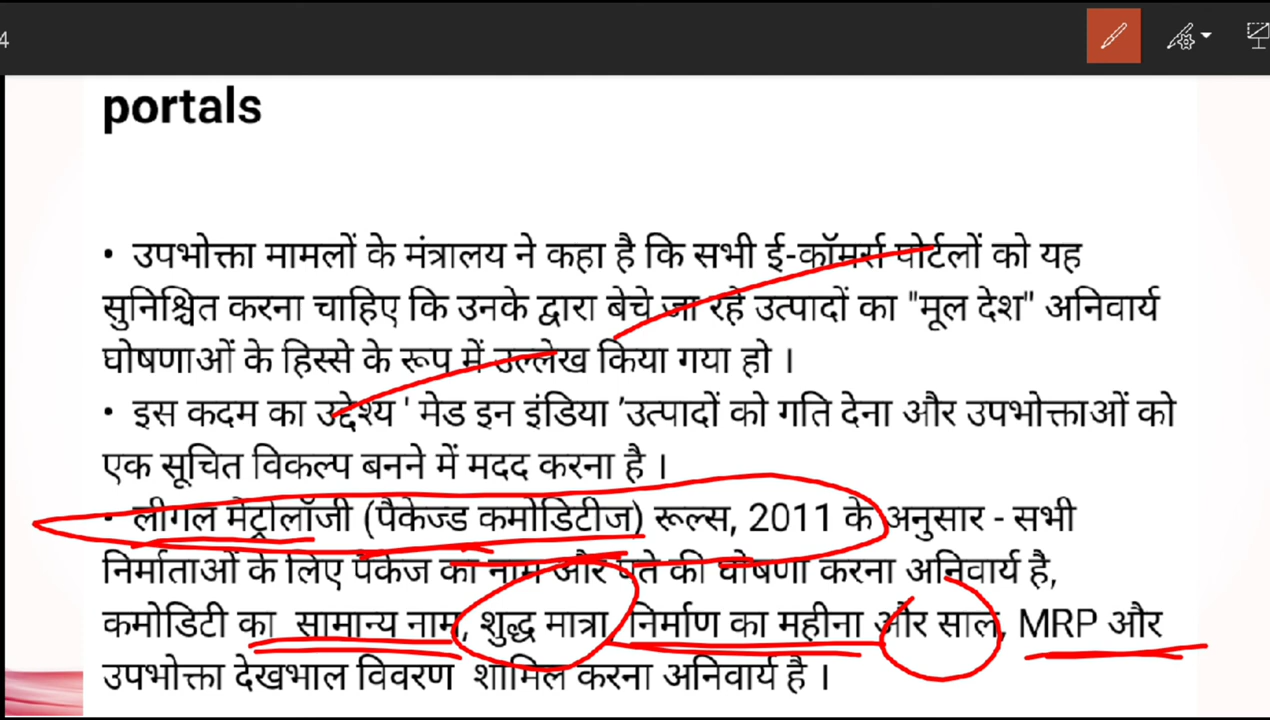 4
portals
• उपभोक्ता मामलों के मंत्रालय ने कहा है कि सभी ई-कॉमर्स पोर्टलों को यह
सुनिश्चित करना चाहिए कि उनके द्वारा बेचे जा रहे उत्पादों का "मूल देश" अनिवार्य
घोषणाओं के हिस्से के रूप में उल्लेख किया गया हो ।
• इस कदम का उद्देश्य ' मेड इन इंडिया 'उत्पादों को गति देना और उपभोक्ताओं को
एक सूचित विकल्प बनने में मदद करना है ।
• लीगल मेट्रोलॉजी (पैकेज्ड कमोडिटीज) रूल्स, 2011 के अनुसार - सभी
निर्माताओं के लिए पैकेज का नाम और पते की घोषणा करना अनिवार्य है,
कमोडिटी का सामान्य नाम, शुद्ध मात्रा, निर्माण का महीना और साल, MRP और
उपभोक्ता देखभाल विवरण शामिल करना अनिवार्य है ।